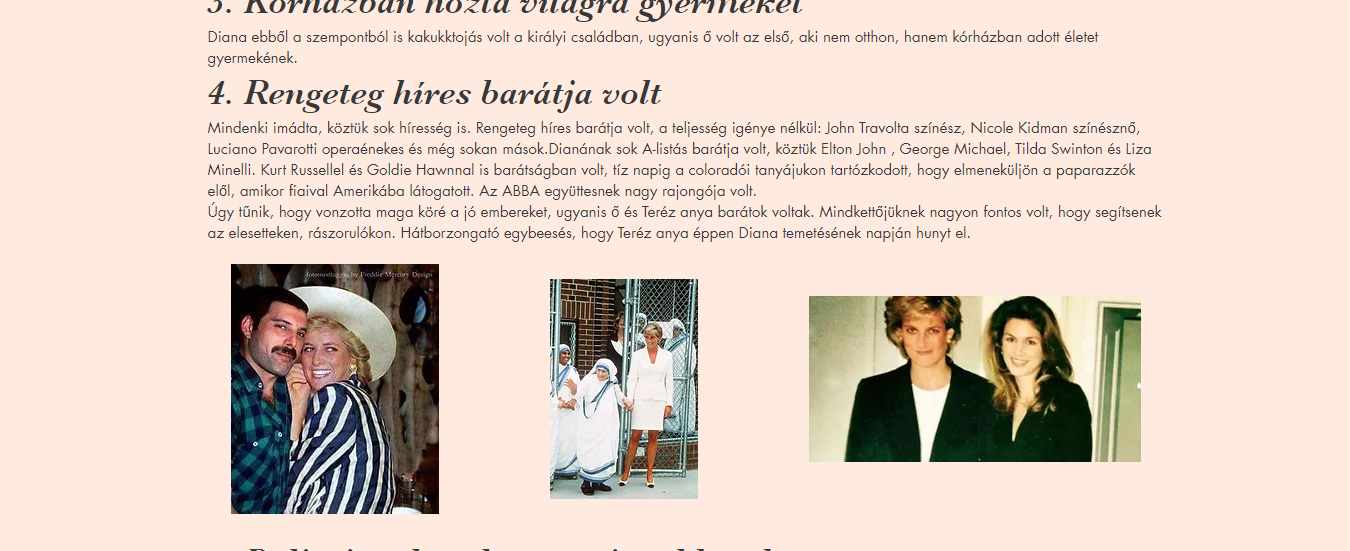 3. Kórházban hozta világra gyermekeit
Diana ebből a szempontból is kakukktojás volt a királyi családban, ugyanis ő volt az első, aki nem otthon, hanem kórházban adott életet
gyermekének.
4. Rengeteg híres barátja volt
Mindenki imádta, köztük sok híresség is. Rengeteg híres barátja volt, a teljesség igénye nélkül: John Travolta színész, Nicole Kidman színésznő,
Luciano Pavarotti operaénekes és még sokan mások.Dianának sok A-listás barátja volt, köztük Elton John , George Michael, Tilda Swinton és Liza
Minelli. Kurt Russellel és Goldie Hawnnal is barátságban volt, tíz napig a coloradói tanyájukon tartózkodott, hogy elmeneküljön a paparazzók
elől, amikor fiaival Amerikába látogatott. Az ABBA együttesnek nagy rajongója volt.
Úgy tűnik, hogy vonzotta maga köré a jó embereket, ugyanis ő és Teréz anya barátok voltak. Mindkettőjüknek nagyon fontos volt, hogy segítsenek
az elesetteken, rászorulókon. Hátborzongató egybeesés, hogy Teréz anya éppen Diana temetésének napján hunyt el.
fotomontaggio by Freddie Mercury Design